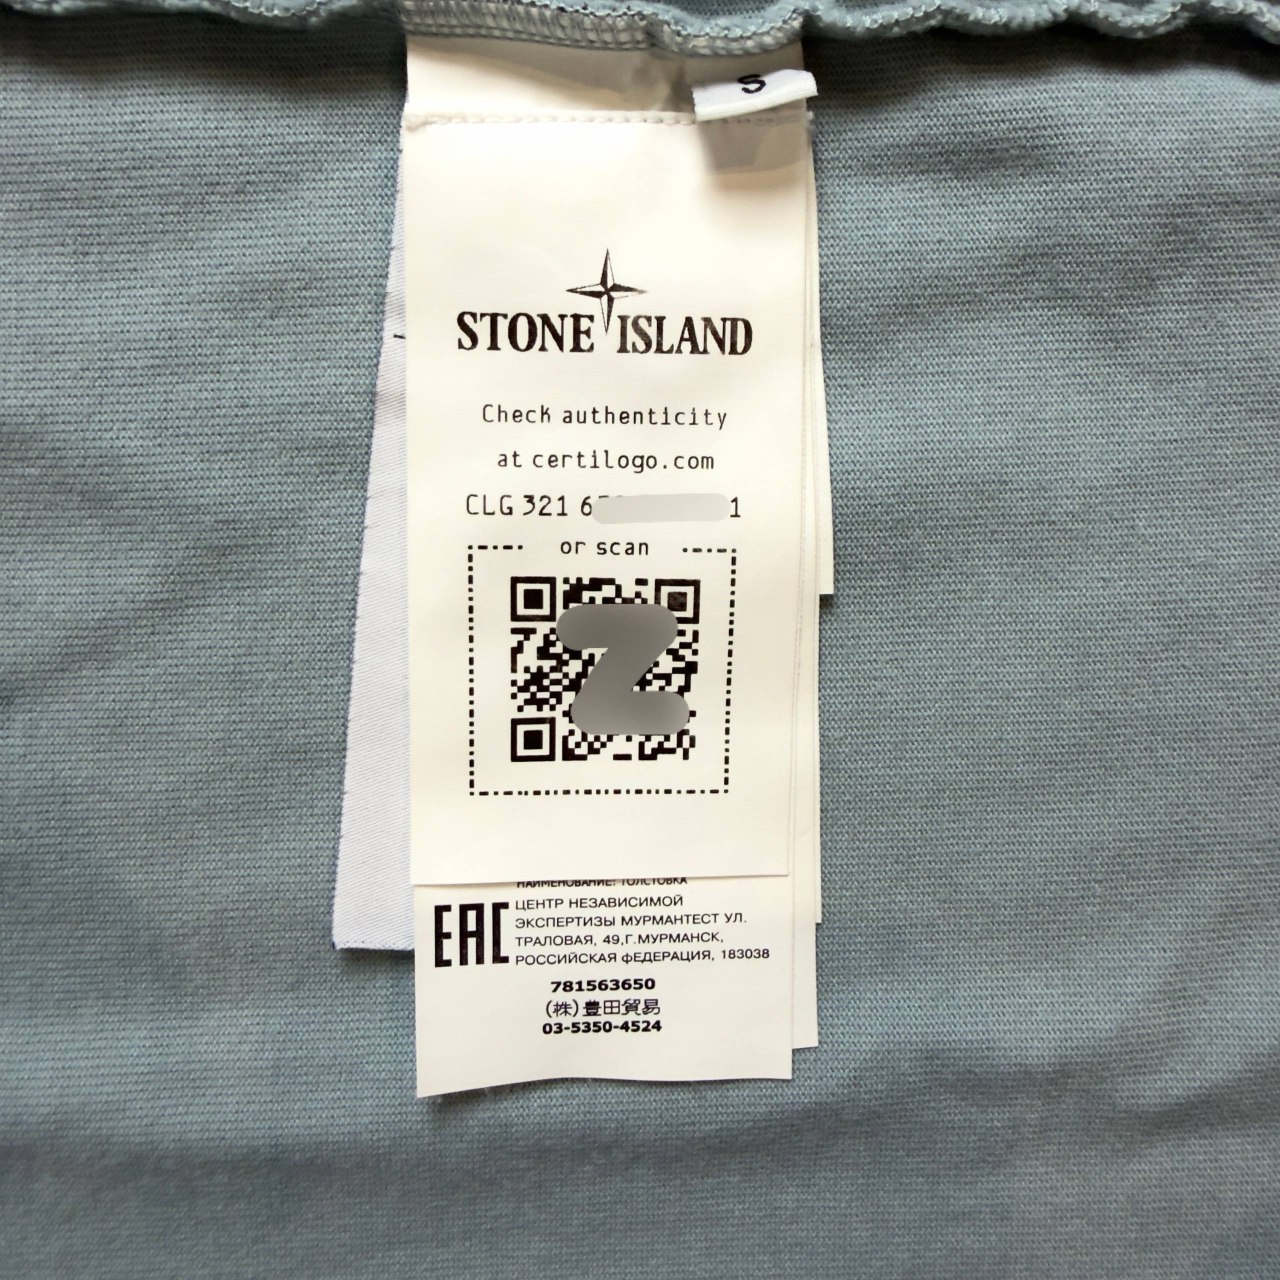 S
STONE ISLAND
Check authenticity
at certilogo.com
CLG 321 1
or scan
НАИМЕНОВАНИЕ: ТОЛСТОВКА
EAC
ЦЕНТР НЕЗАВИСИМОЙ
ЭКСПЕРТИЗЫ МУРМАНТЕСТ УЛ.
ТРАЛОВАЯ, 49,Г.МУРМАНСК,
РОССИЙСКАЯ ФЕДЕРАЦИЯ, 183038
781563650
(株)豊田貿易
03-5350-4524